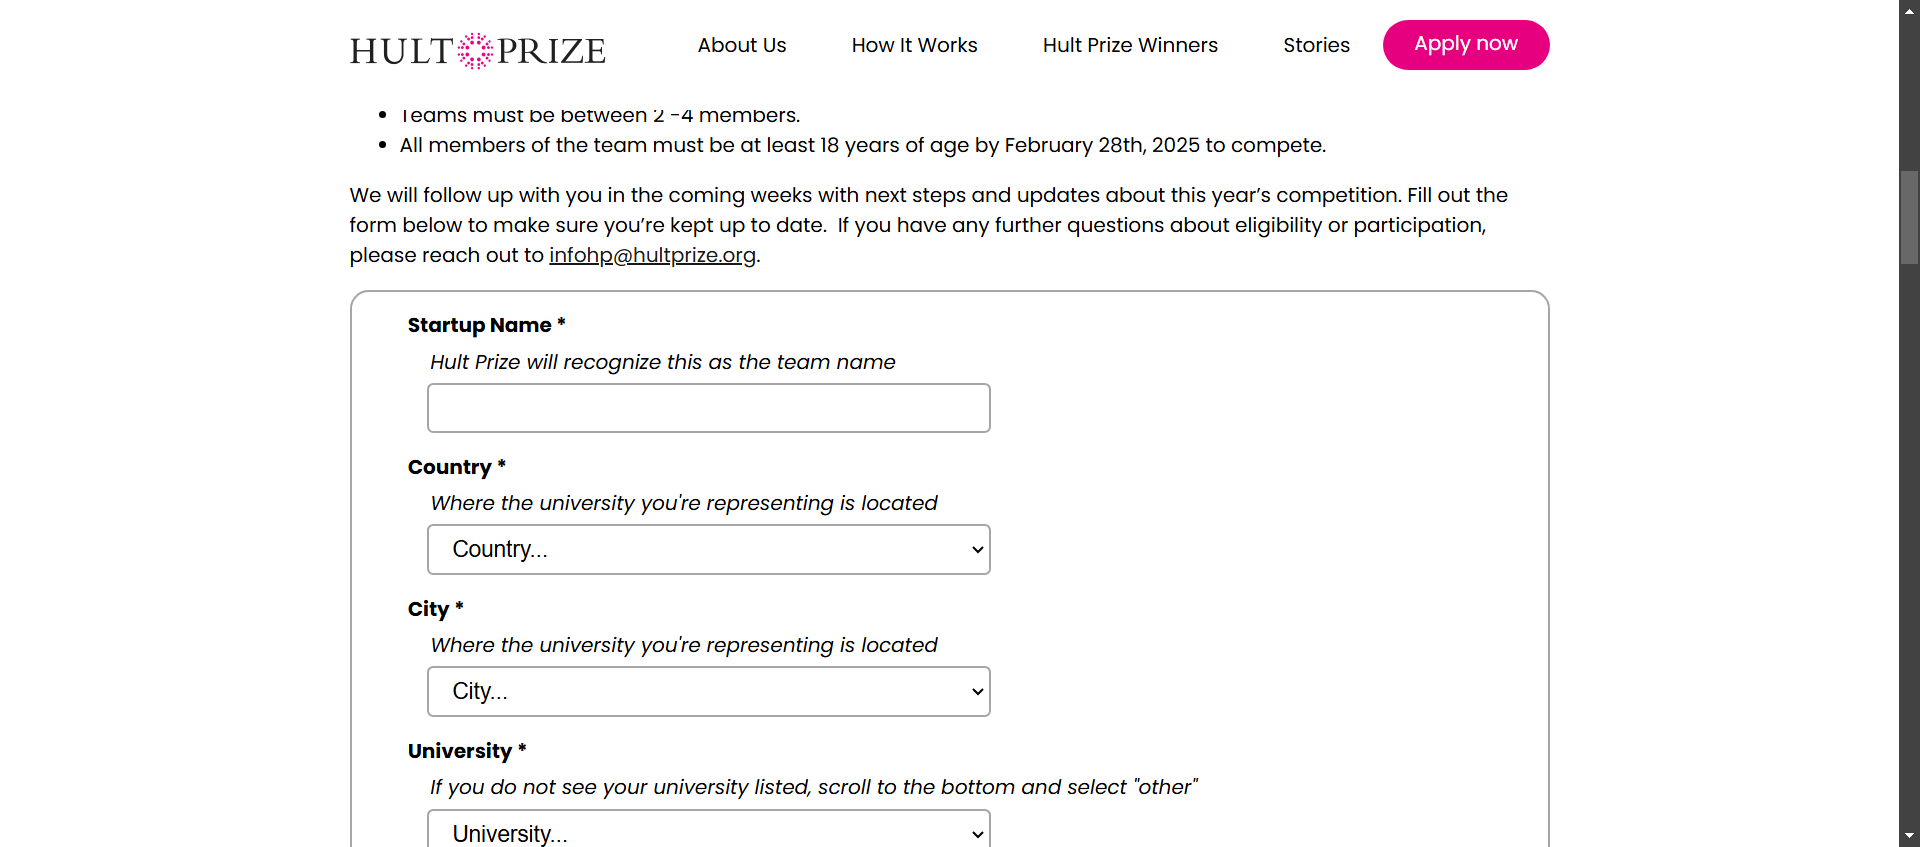 HULT PRIZE
About Us
How It Works
Hult Prize Winners
Stories
Apply now
Teams must be between 2 -4 members.
All members of the team must be at least 18 years of age by February 28th, 2025 to compete.
We will follow up with you in the coming weeks with next steps and updates about this year’s competition. Fill out the
form below to make sure you’re kept up to date.  If you have any further questions about eligibility or participation,
please reach out to infohp@hultprize.org.
Startup Name *
Hult Prize will recognize this as the team name
Country *
Where the university you're representing is located
Country...
City *
Where the university you're representing is located
City...
University *
If you do not see your university listed, scroll to the bottom and select "other"
University...